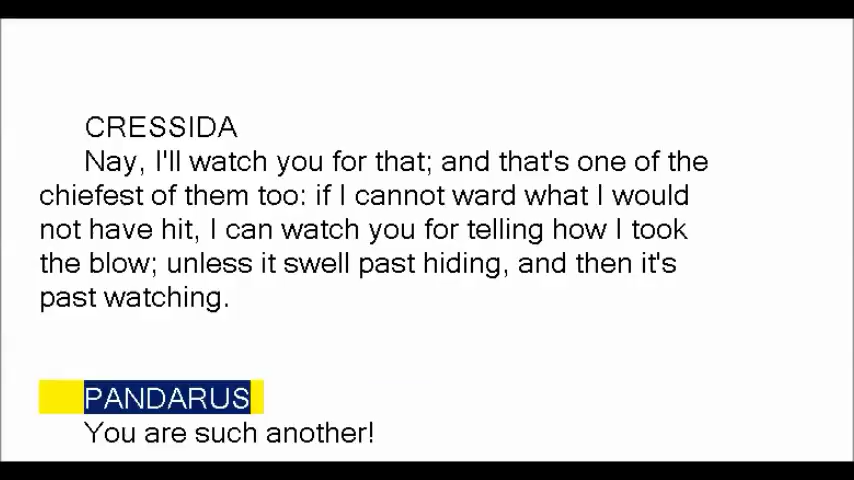 CRESSIDA
Nay, I'll watch you for that; and that's one of the
chiefest of them too: if I cannot ward what I would
not have hit, I can watch you for telling how I took
the blow; unless it swell past hiding, and then it's
past watching.
PANDARUS
You are such another!